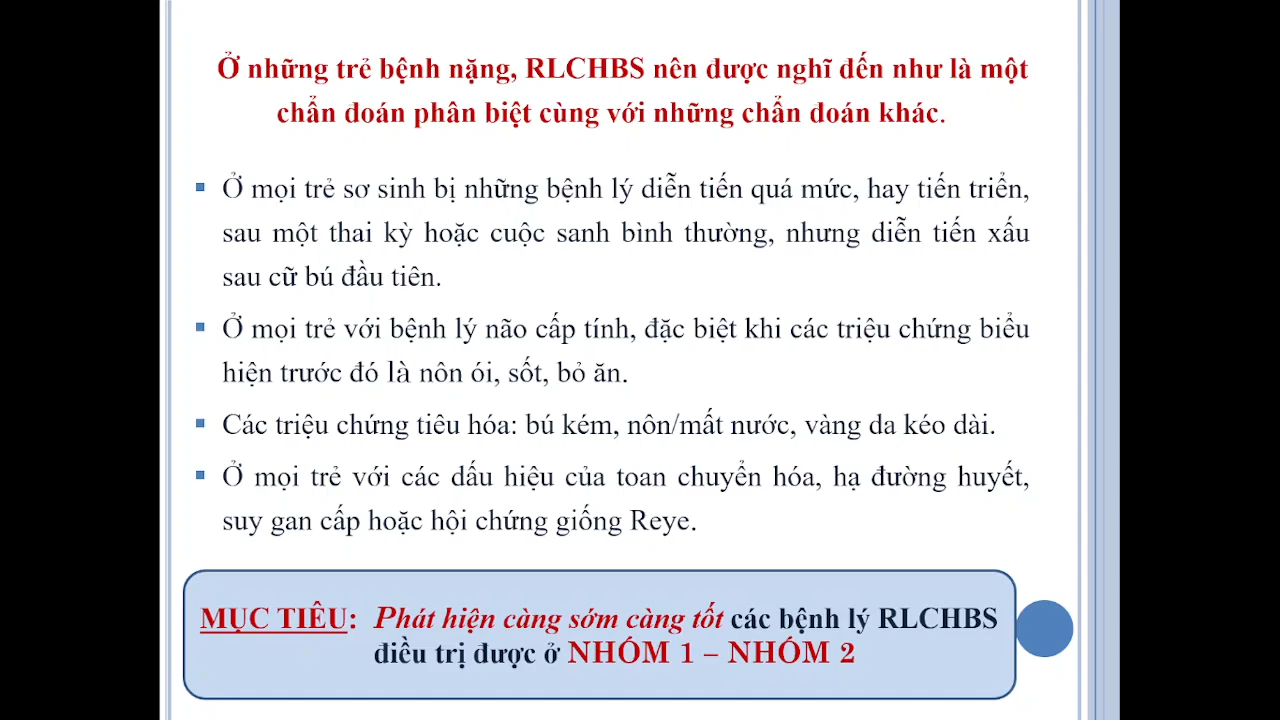 Ở những trẻ bệnh nặng, RLCHBS nên được nghĩ đến như là một
chẩn đoán phân biệt cùng với những chẩn đoán khác.
▪ Ở mọi trẻ sơ sinh bị những bệnh lý diễn tiến quá mức, hay tiến triển,
sau một thai kỳ hoặc cuộc sanh bình thường, nhưng diễn tiến xấu
sau cữ bú đầu tiên.
▪ Ở mọi trẻ với bệnh lý não cấp tính, đặc biệt khi các triệu chứng biểu
hiện trước đó là nôn ói, sốt, bỏ ăn.
▪ Các triệu chứng tiêu hóa: bú kém, nôn/mất nước, vàng da kéo dài.
▪ Ở mọi trẻ với các dấu hiệu của toan chuyển hóa, hạ đường huyết,
suy gan cấp hoặc hội chứng giống Reye.
MỤC TIÊU: Phát hiện càng sớm càng tốt các bệnh lý RLCHBS
điều trị được ở NHÓM 1 – NHÓM 2